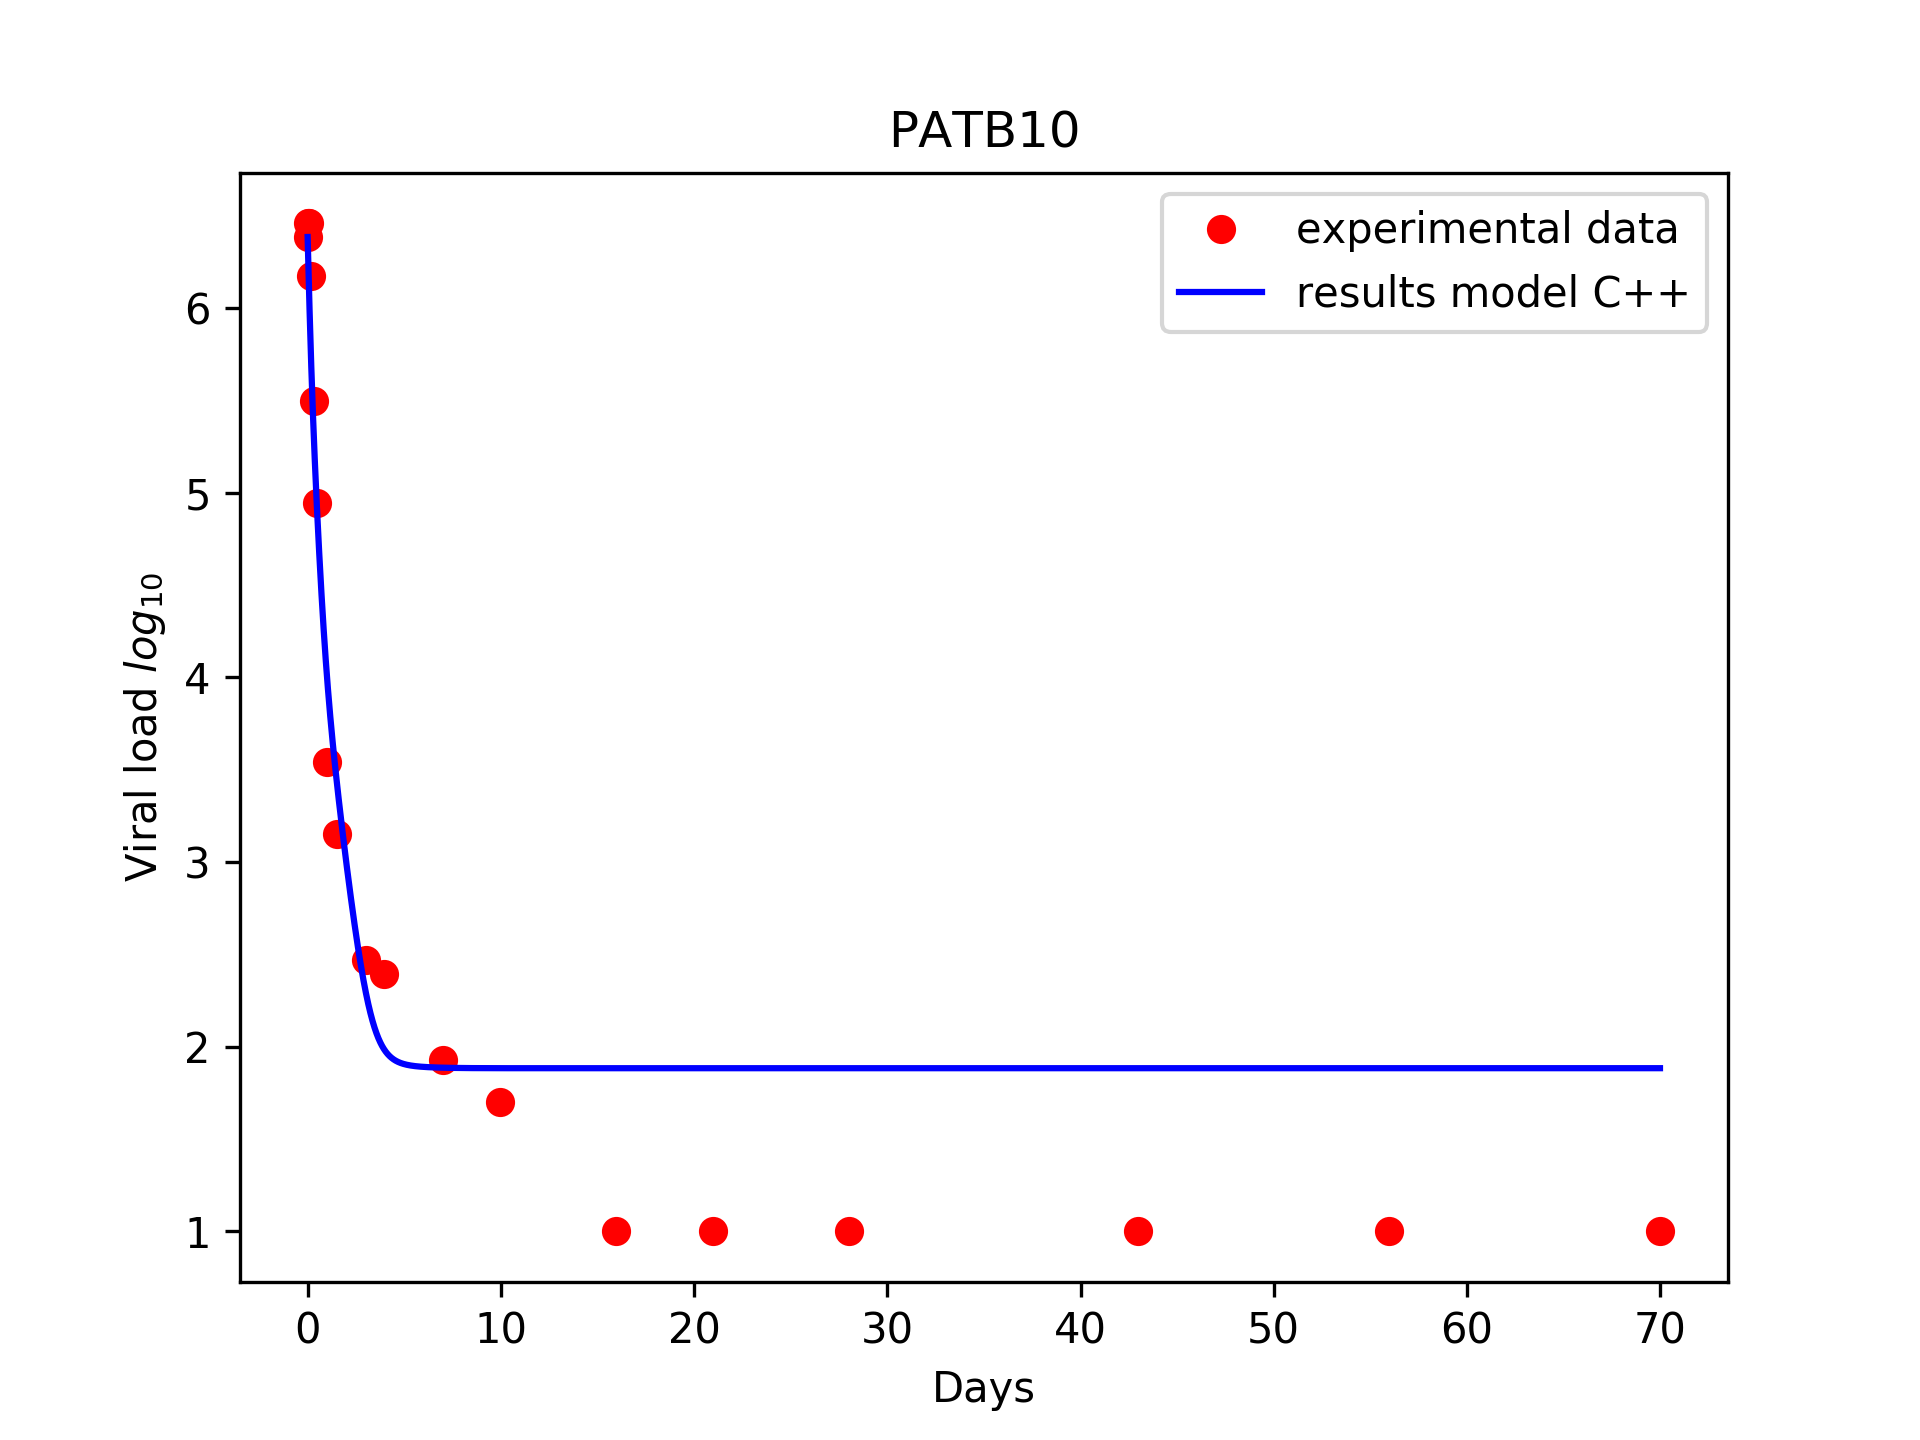 PATB10
experimental data
results model C++
Viral load log₁₀
6
5
4
3
2
1
0 10 20 30 40 50 60 70
Days